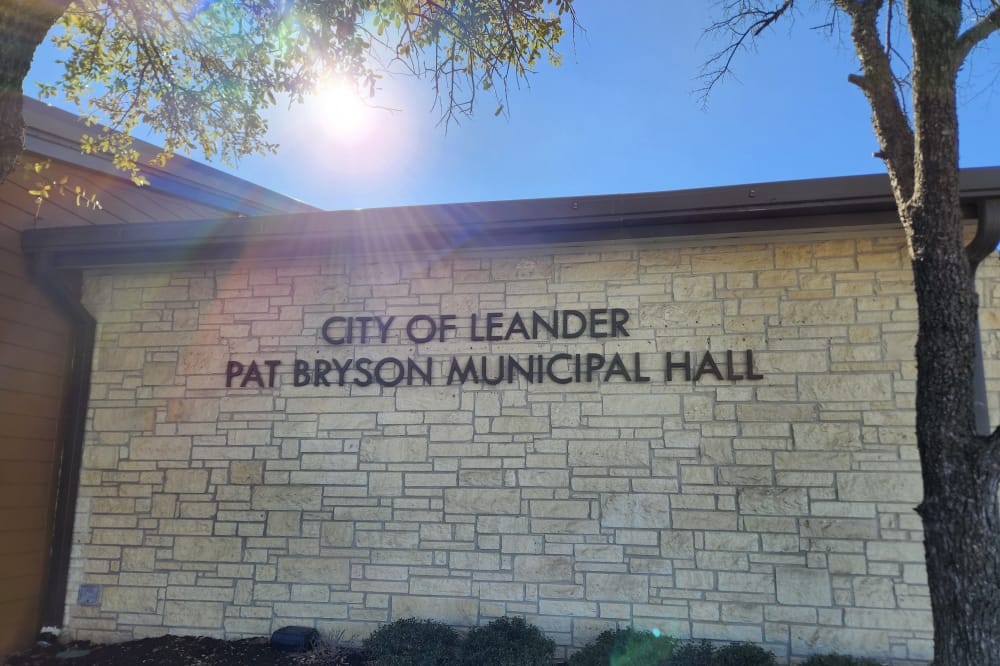 CITY OF LEANDER
PAT BRYSON MUNICIPAL HALL